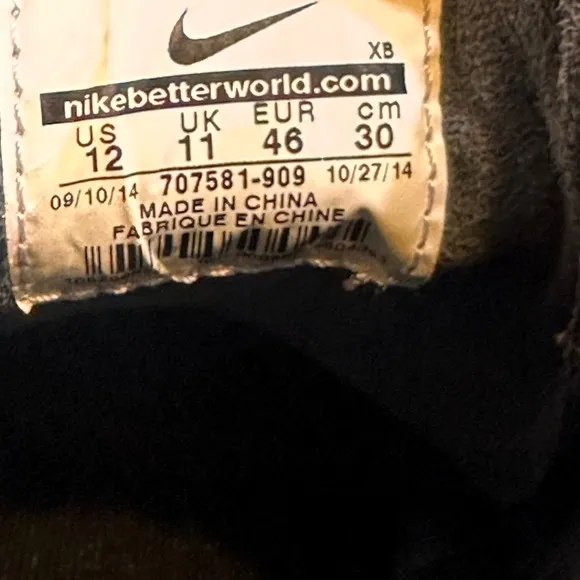 XB
nikebetterworld.com
US UK EUR cm
12 11 46 30
09/10/14 707581-909 10/27/14
MADE IN CHINA
FABRIQUE EN CHINE